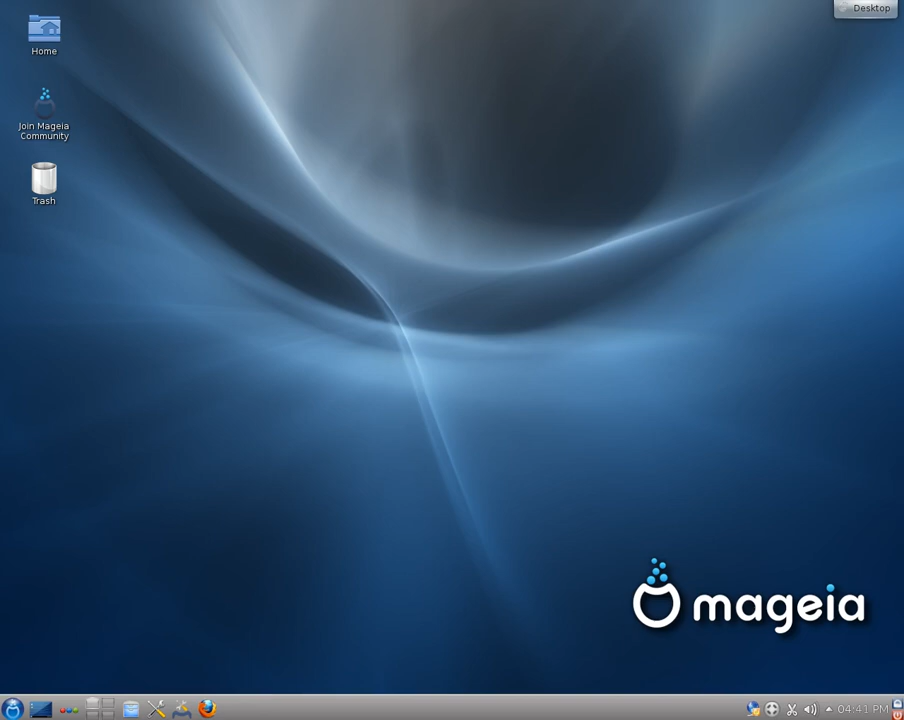 Desktop
Home
Join Mageia
Community
Trash
mageia
04:41 PM